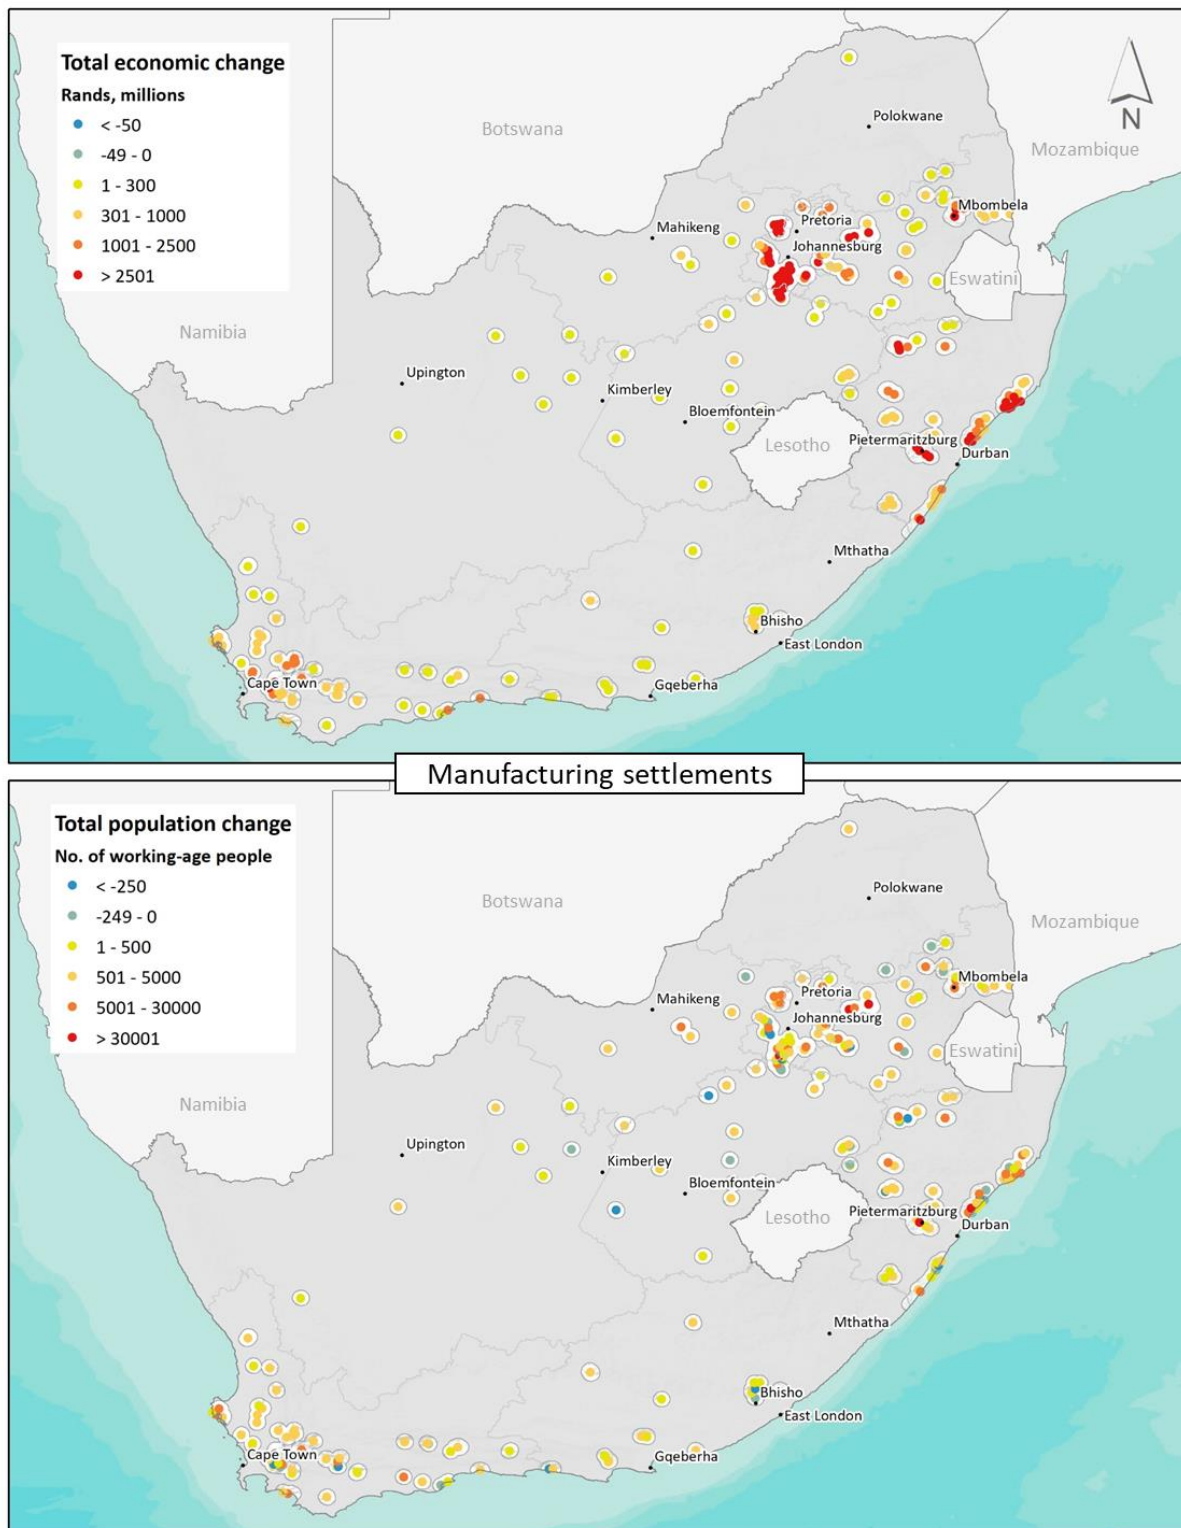 Total economic change
Rands, millions
< -50
-49 - 0
1 - 300
301 - 1000
1001 - 2500
> 2501
N
Botswana
Polokwane
Mozambique
Mbombela
Pretoria
Mahikeng
Johannesburg
Eswatini
Namibia
Upington
Kimberley
Bloemfontein
Lesotho
Pietermaritzburg
Durban
Mthatha
Bhisho
East London
Cape Town
Gqeberha
Manufacturing settlements
Total population change
No. of working-age people
< -250
-249 - 0
1 - 500
501 - 5000
5001 - 30000
> 30001
Botswana
Polokwane
Mozambique
Mbombela
Pretoria
Mahikeng
Johannesburg
Eswatini
Namibia
Upington
Kimberley
Bloemfontein
Lesotho
Pietermaritzburg
Durban
Mthatha
Bhisho
East London
Cape Town
Gqeberha